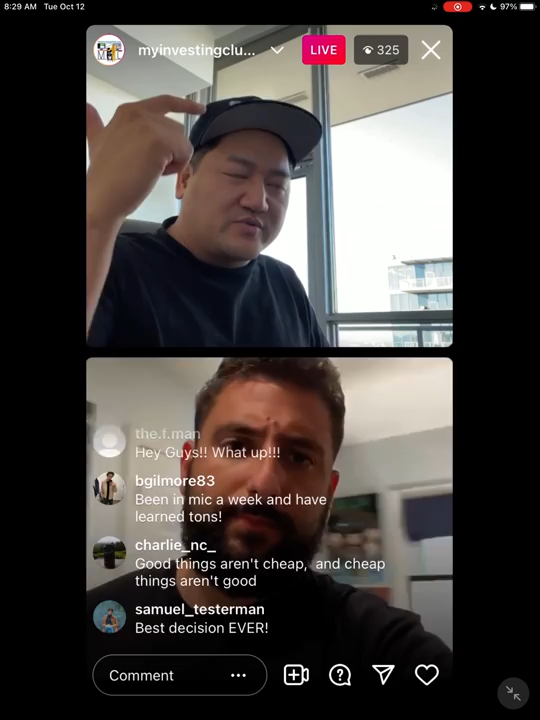 8:29 AM Tue Oct 12
97%
myinvestingclu...
LIVE
325
the.f.man
Hey Guys!! What up!!!
bgilmore83
Been in mic a week and have
learned tons!
charlie_nc_
Good things aren't cheap, and cheap
things aren't good
samuel_testerman
Best decision EVER!
Comment